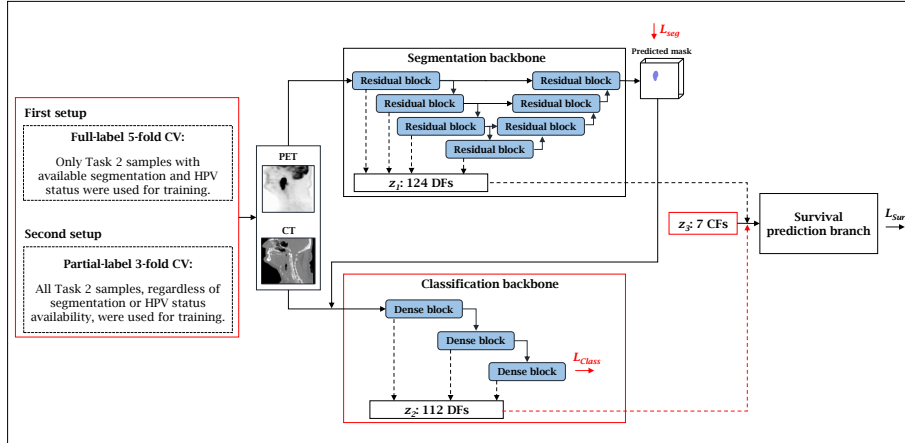 First setup
Full-label 5-fold CV:
Only Task 2 samples with
available segmentation and HPV
status were used for training.
Second setup
Partial-label 3-fold CV:
All Task 2 samples, regardless of
segmentation or HPV status
availability, were used for training.
PET
CT
Segmentation backbone
Residual block
Residual block
Residual block
Residual block
Residual block
Residual block
Residual block
z1: 124 DFs
Lseg
Predicted mask
Classification backbone
Dense block
Dense block
Dense block
LClass
z2: 112 DFs
z3: 7 CFs
Survival
prediction branch
LSur